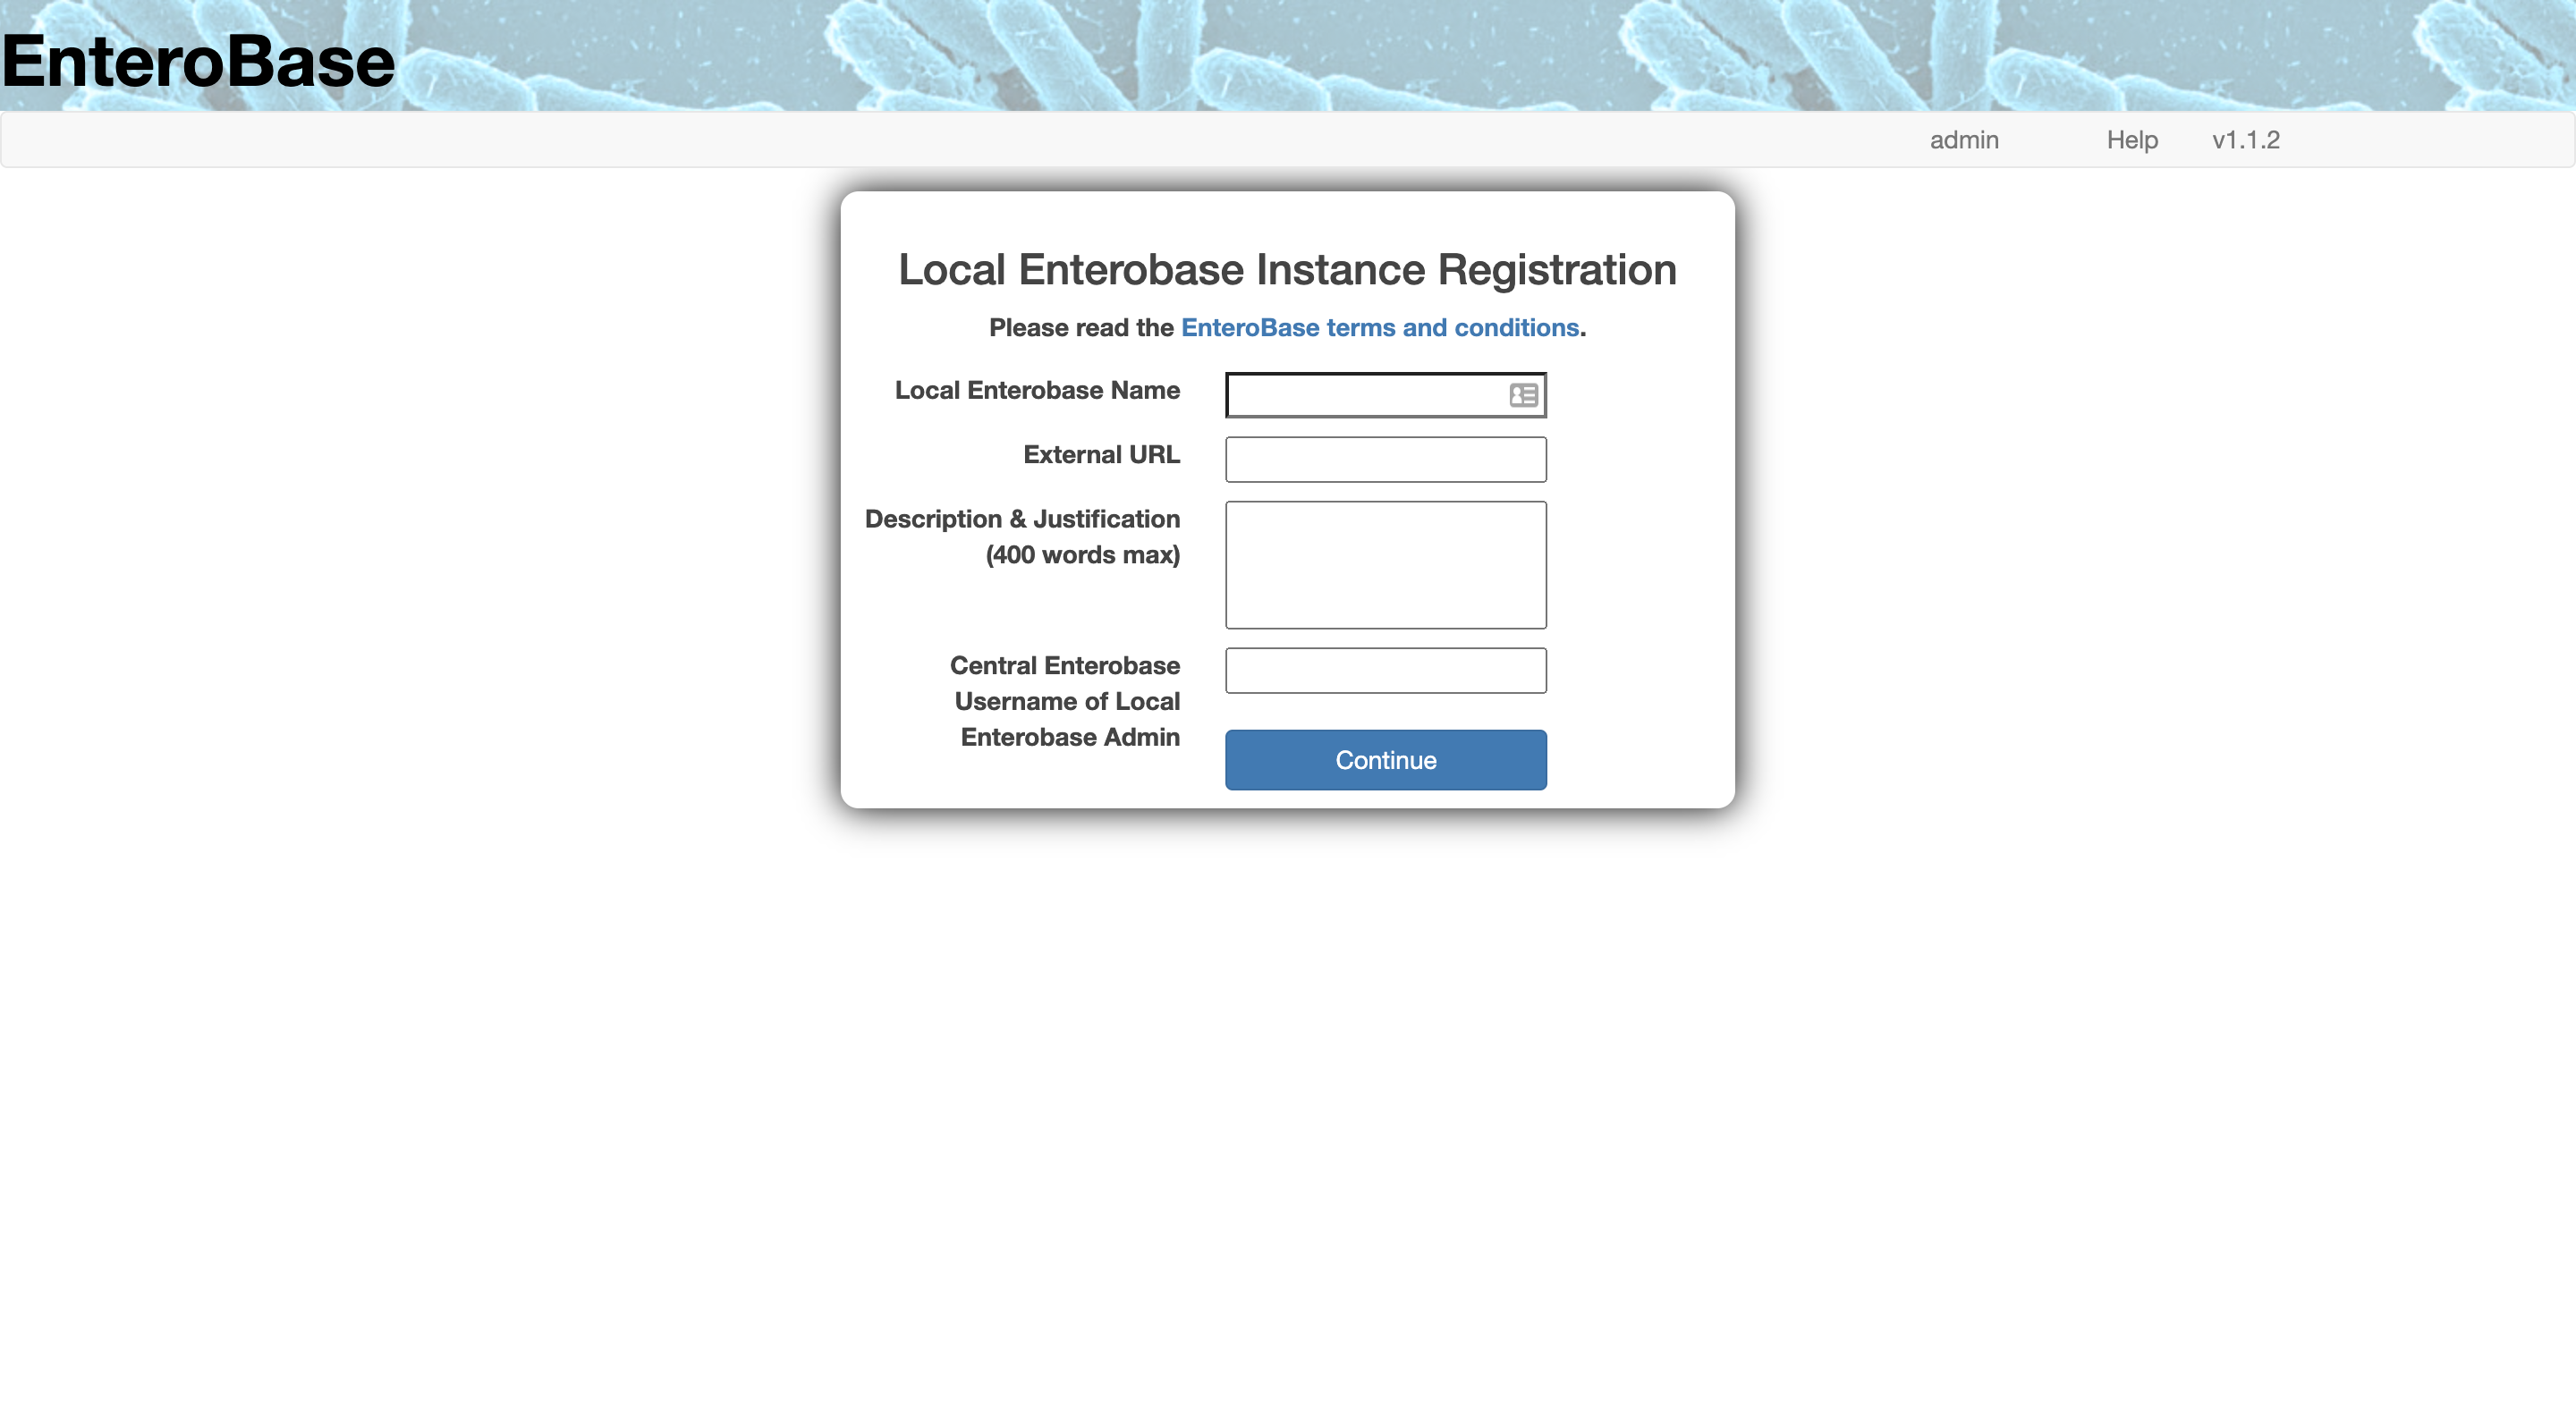 EnteroBase
admin Help v1.1.2
Local Enterobase Instance Registration
Please read the EnteroBase terms and conditions.
Local Enterobase Name
External URL
Description & Justification
(400 words max)
Central Enterobase
Username of Local
Enterobase Admin
Continue